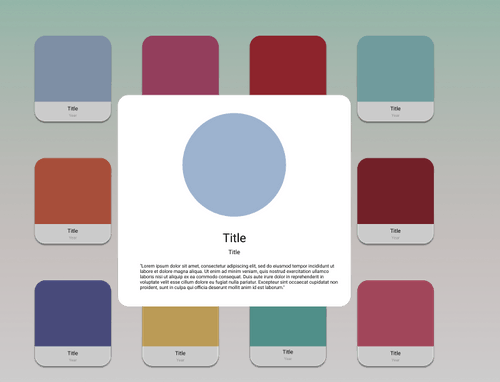 Title
Title
Title
Title
Title
Title
Title
Title
Title
Title
"Lorem ipsum dolor sit amet, consectetur adipiscing elit, sed do eiusmod tempor incididunt ut
labore et dolore magna aliqua. Ut enim ad minim veniam, quis nostrud exercitation ullamco
laboris nisi ut aliquip ex ea commodo consequat. Duis aute irure dolor in reprehenderit in
voluptate velit esse cillum dolore eu fugiat nulla pariatur. Excepteur sint occaecat cupidatat non
proident, sunt in culpa qui officia deserunt mollit anim id est laborum."
Title
Title
Title
Title
Title
Title
Title
Title